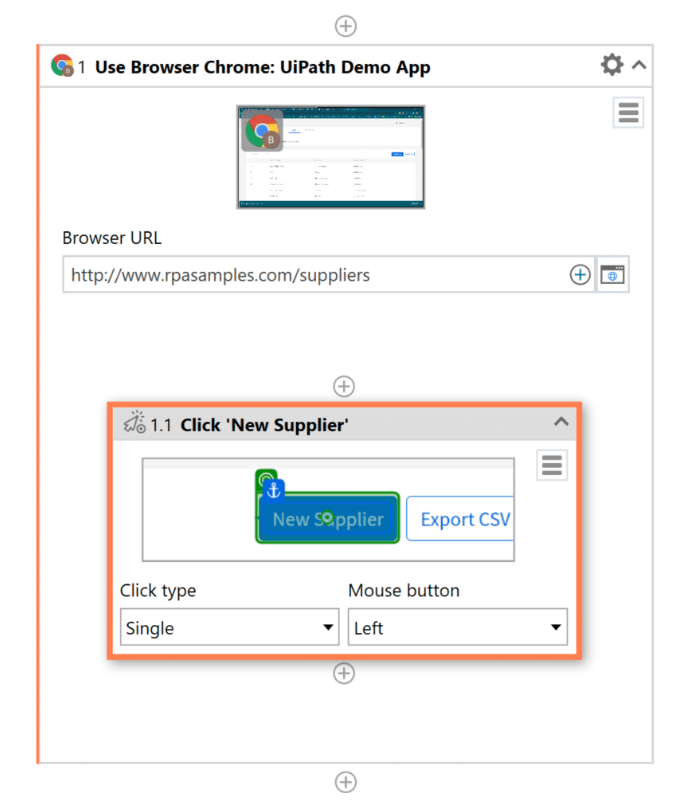 1 Use Browser Chrome: UiPath Demo App
B
Browser URL
http://www.rpasamples.com/suppliers
1.1 Click 'New Supplier'
New Supplier Export CSV
Click type Mouse button
Single Left